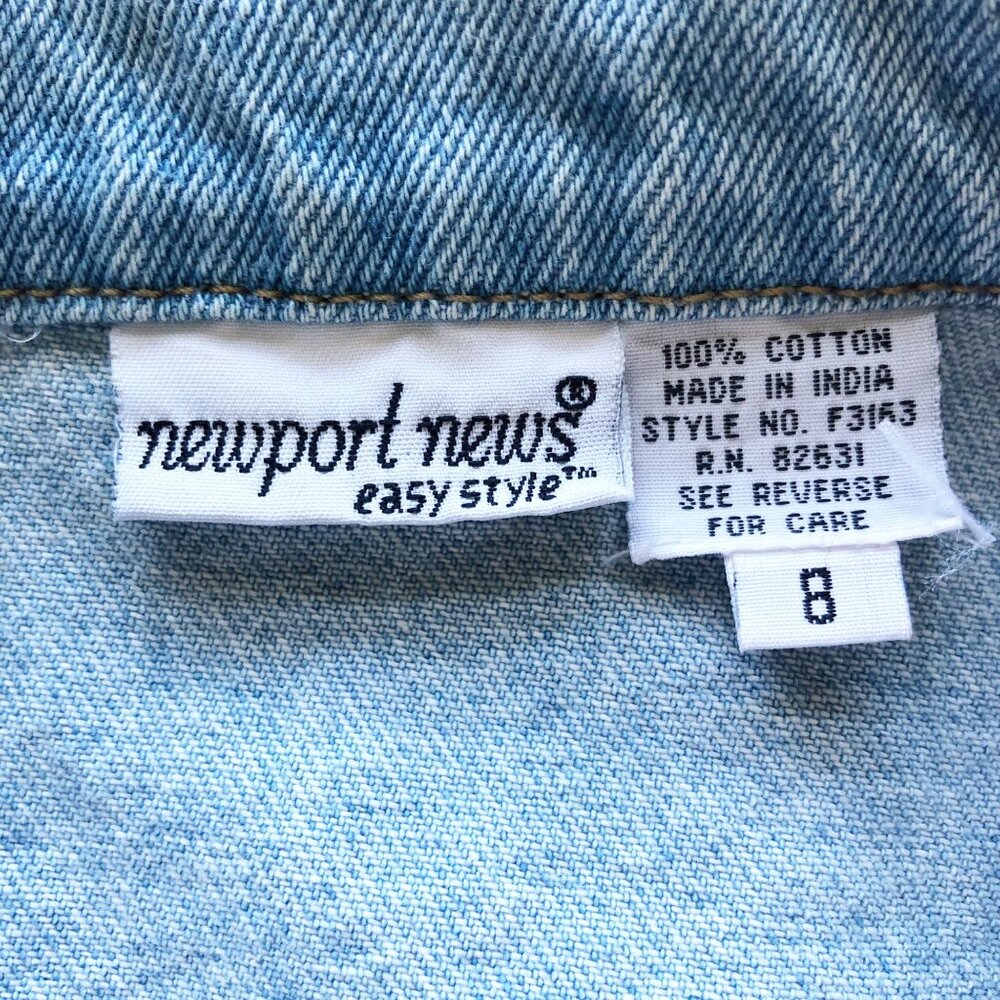 newport news®
easy style™
100% COTTON
MADE IN INDIA
STYLE NO. F3163
R.N. 82631
SEE REVERSE
FOR CARE
8